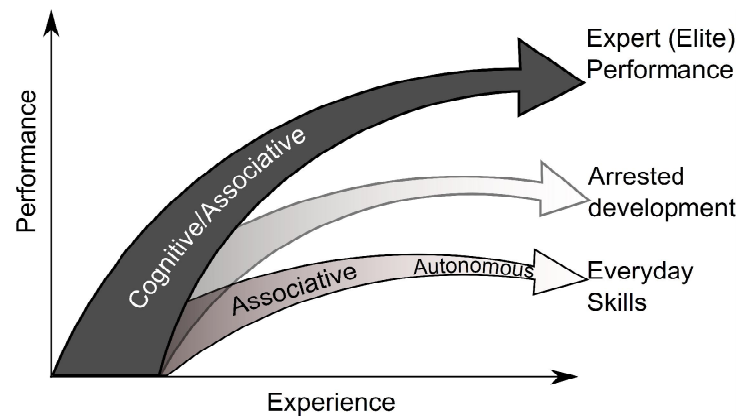 Expert (Elite)
Performance
Cognitive/Associative
Arrested
development
Associative
Autonomous
Everyday
Skills
Performance
Experience